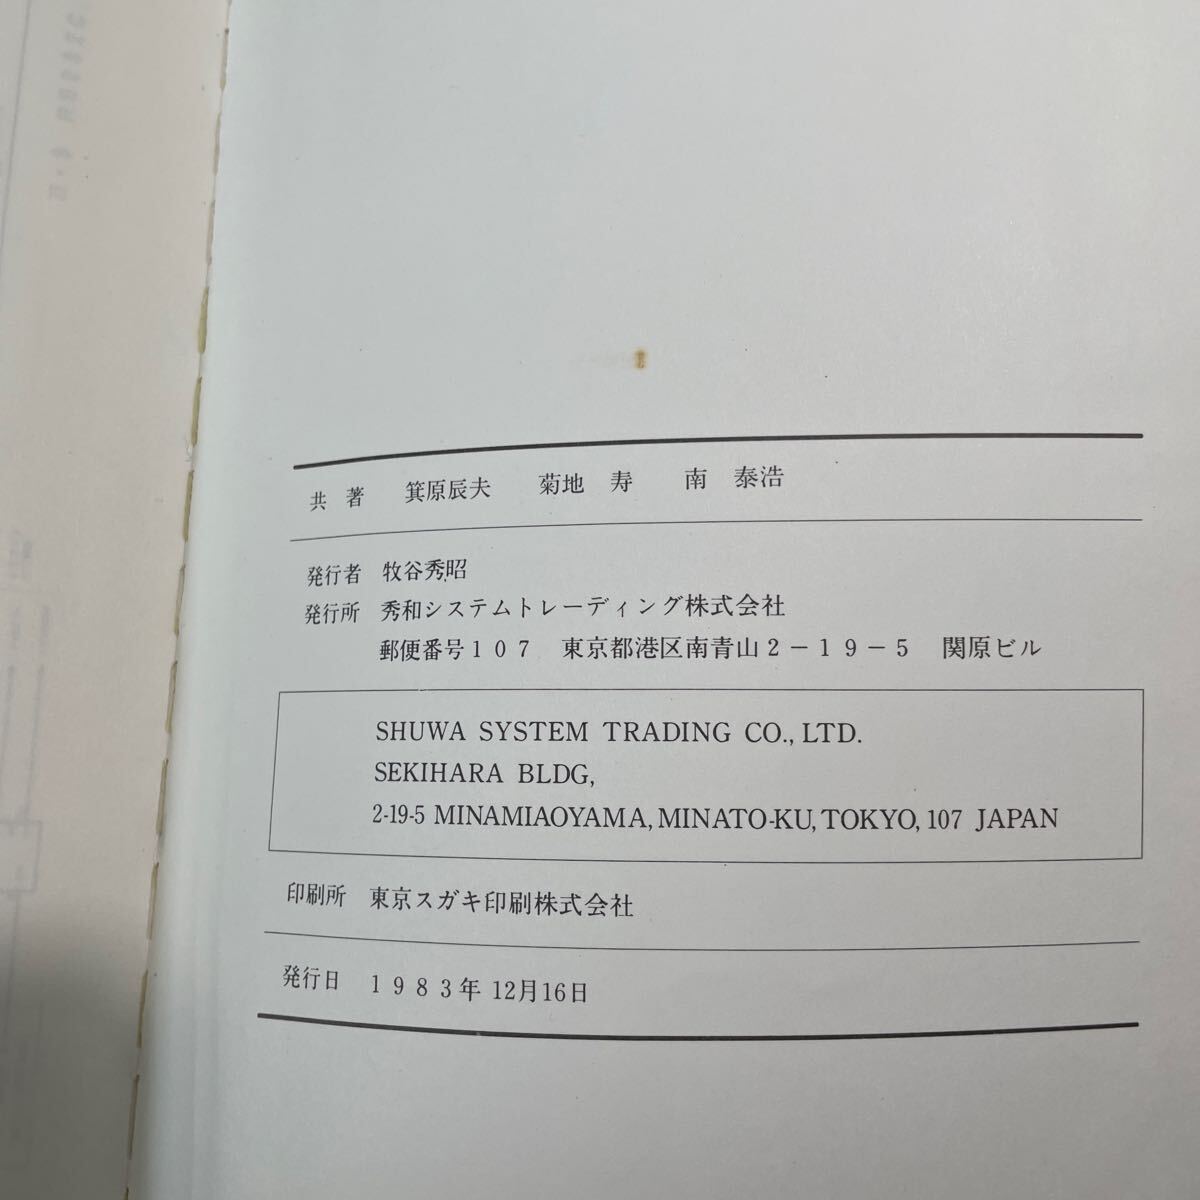 共著 箕原辰夫 菊地 寿 南 泰浩
発行者 牧谷秀昭
発行所 秀和システムトレーディング株式会社
郵便番号107 東京都港区南青山2－19－5 関原ビル
SHUWA SYSTEM TRADING CO., LTD.
SEKIHARA BLDG,
2-19-5 MINAMIAOYAMA, MINATO-KU, TOKYO, 107 JAPAN
印刷所 東京スガキ印刷株式会社
発行日 1983年12月16日